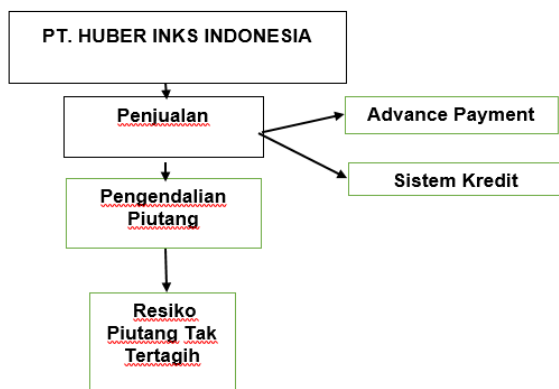 PT. HUBER INKS INDONESIA
Penjualan
Advance Payment
Sistem Kredit
Pengendalian
Piutang
Resiko
Piutang Tak
Tertagih